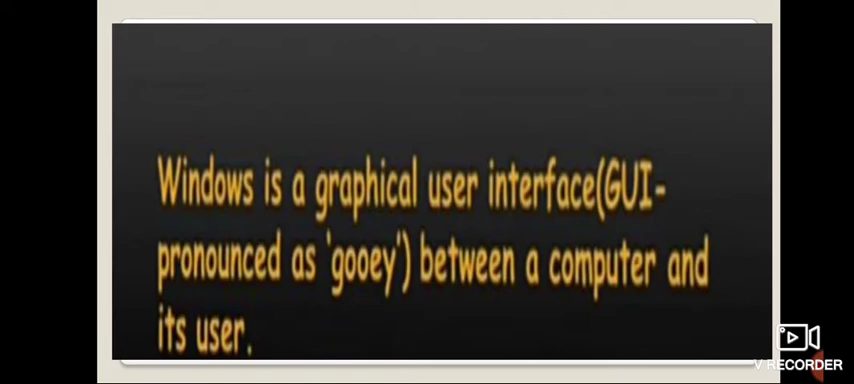 Windows is a graphical user interface(GUI-
pronounced as 'gooey') between a computer and
its user.
V RECORDER